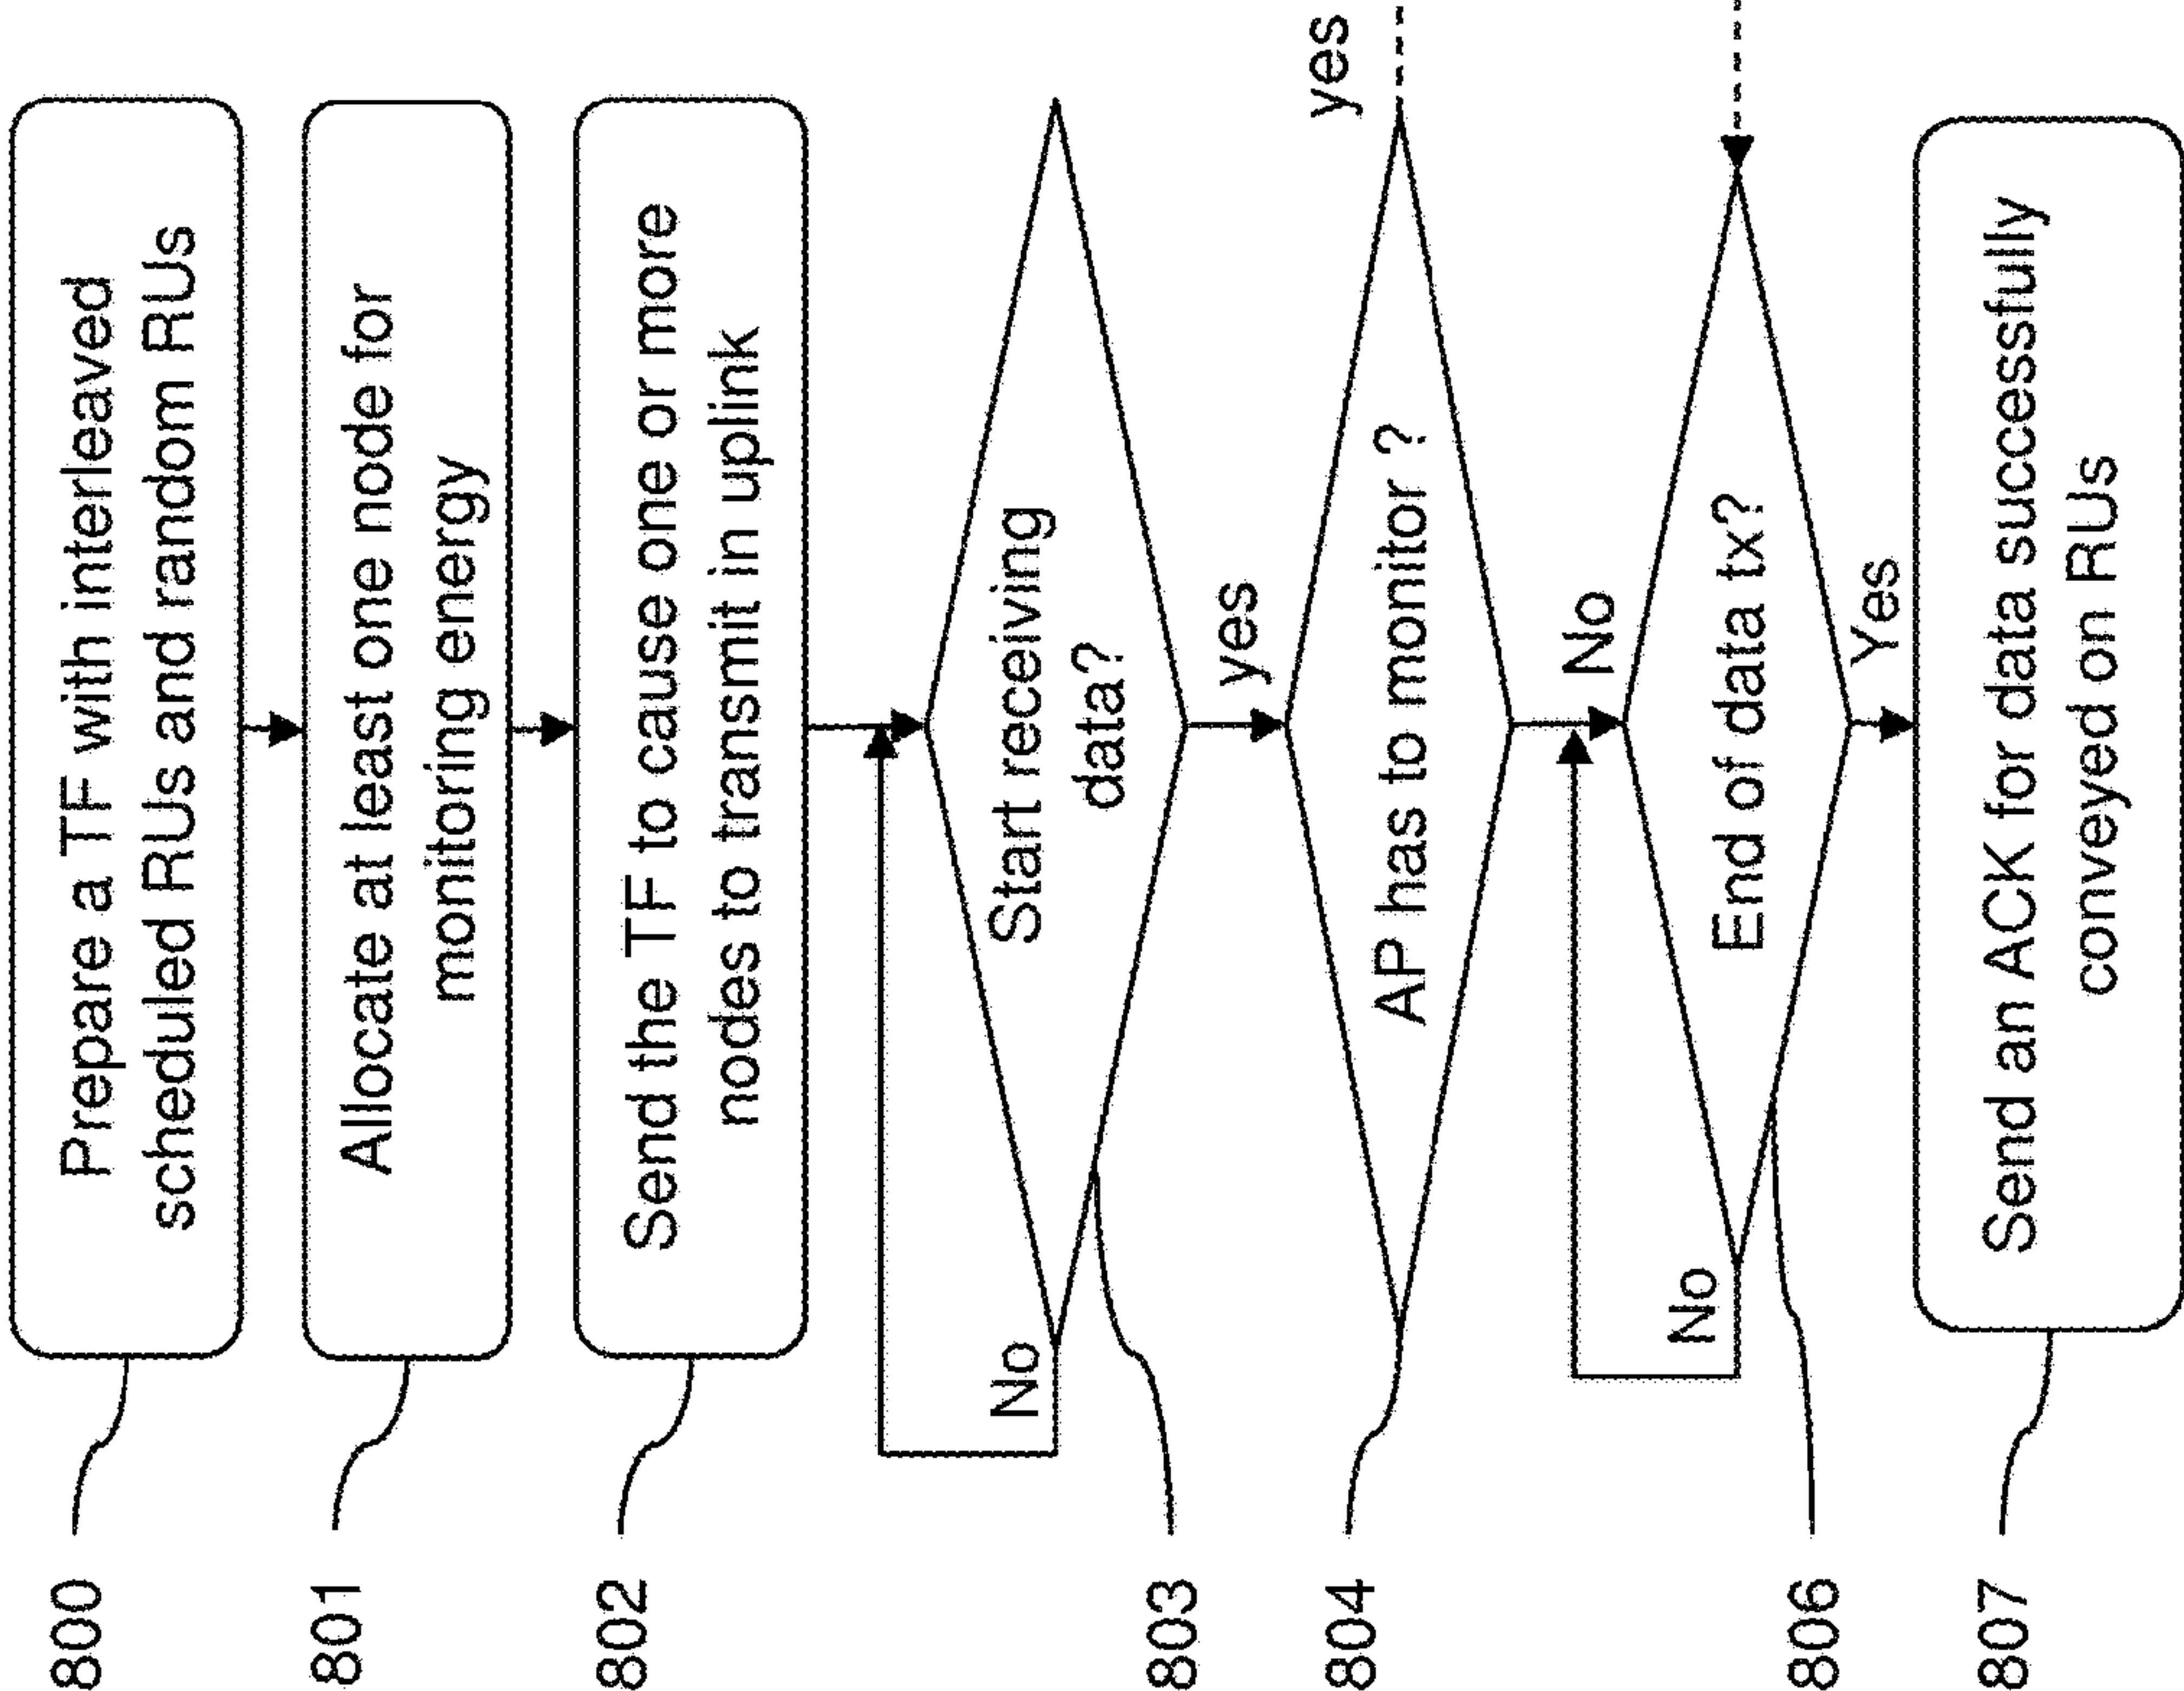 800
Prepare a TF with interleaved
scheduled RUs and random RUs
801
Allocate at least one node for
monitoring energy
802
Send the TF to cause one or more
nodes to transmit in uplink
No
Start receiving
data?
803
yes
804
AP has to monitor ?
yes
No
No
End of data tx?
806
Yes
807
Send an ACK for data successfully
conveyed on RUs